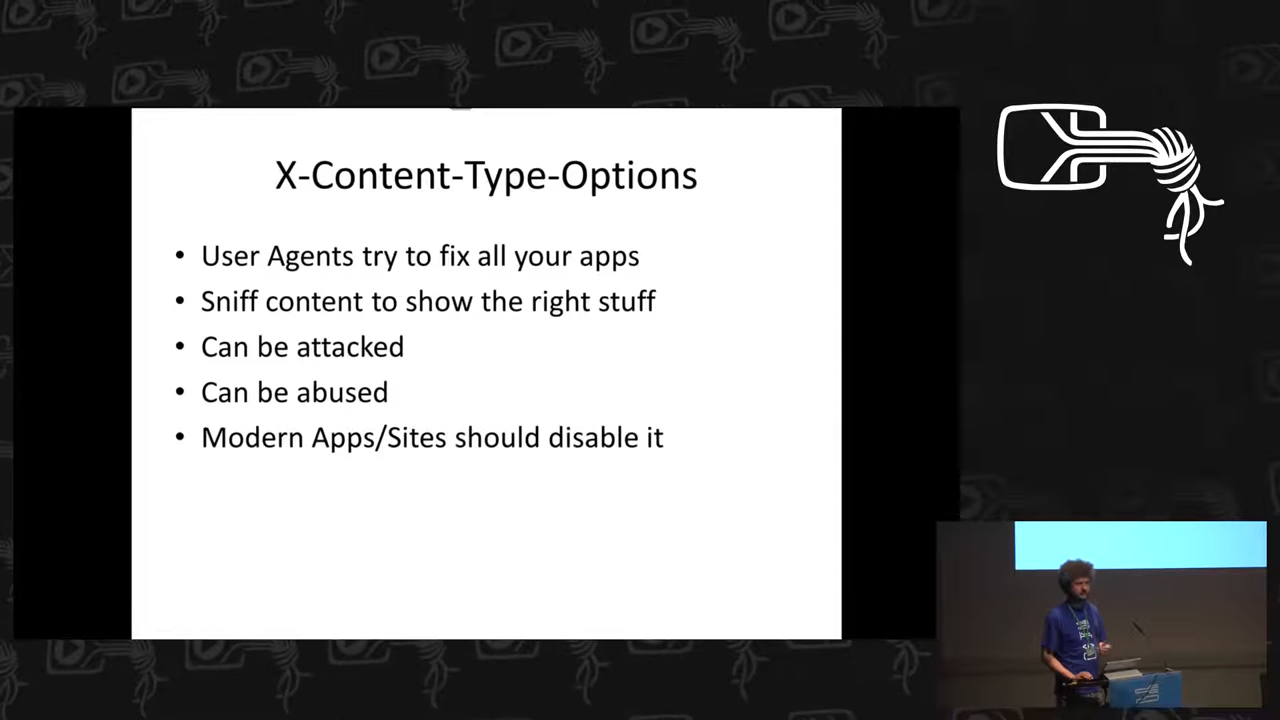 X-Content-Type-Options
• User Agents try to fix all your apps
• Sniff content to show the right stuff
• Can be attacked
• Can be abused
• Modern Apps/Sites should disable it